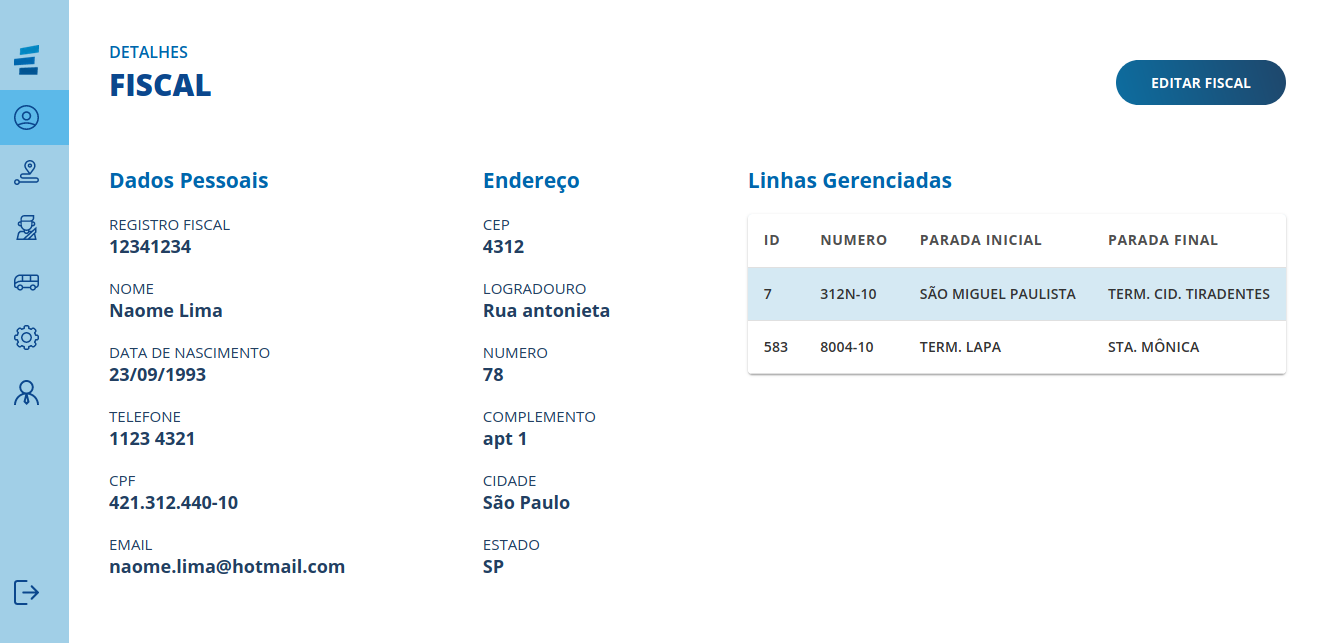 DETALHES
FISCAL
EDITAR FISCAL
Dados Pessoais
REGISTRO FISCAL
12341234
NOME
Naome Lima
DATA DE NASCIMENTO
23/09/1993
TELEFONE
1123 4321
CPF
421.312.440-10
EMAIL
naome.lima@hotmail.com
Endereço
CEP
4312
LOGRADOURO
Rua antonieta
NUMERO
78
COMPLEMENTO
apt 1
CIDADE
São Paulo
ESTADO
SP
Linhas Gerenciadas
ID NUMERO PARADA INICIAL PARADA FINAL
7 312N-10 SÃO MIGUEL PAULISTA TERM. CID. TIRADENTES
583 8004-10 TERM. LAPA STA. MÔNICA